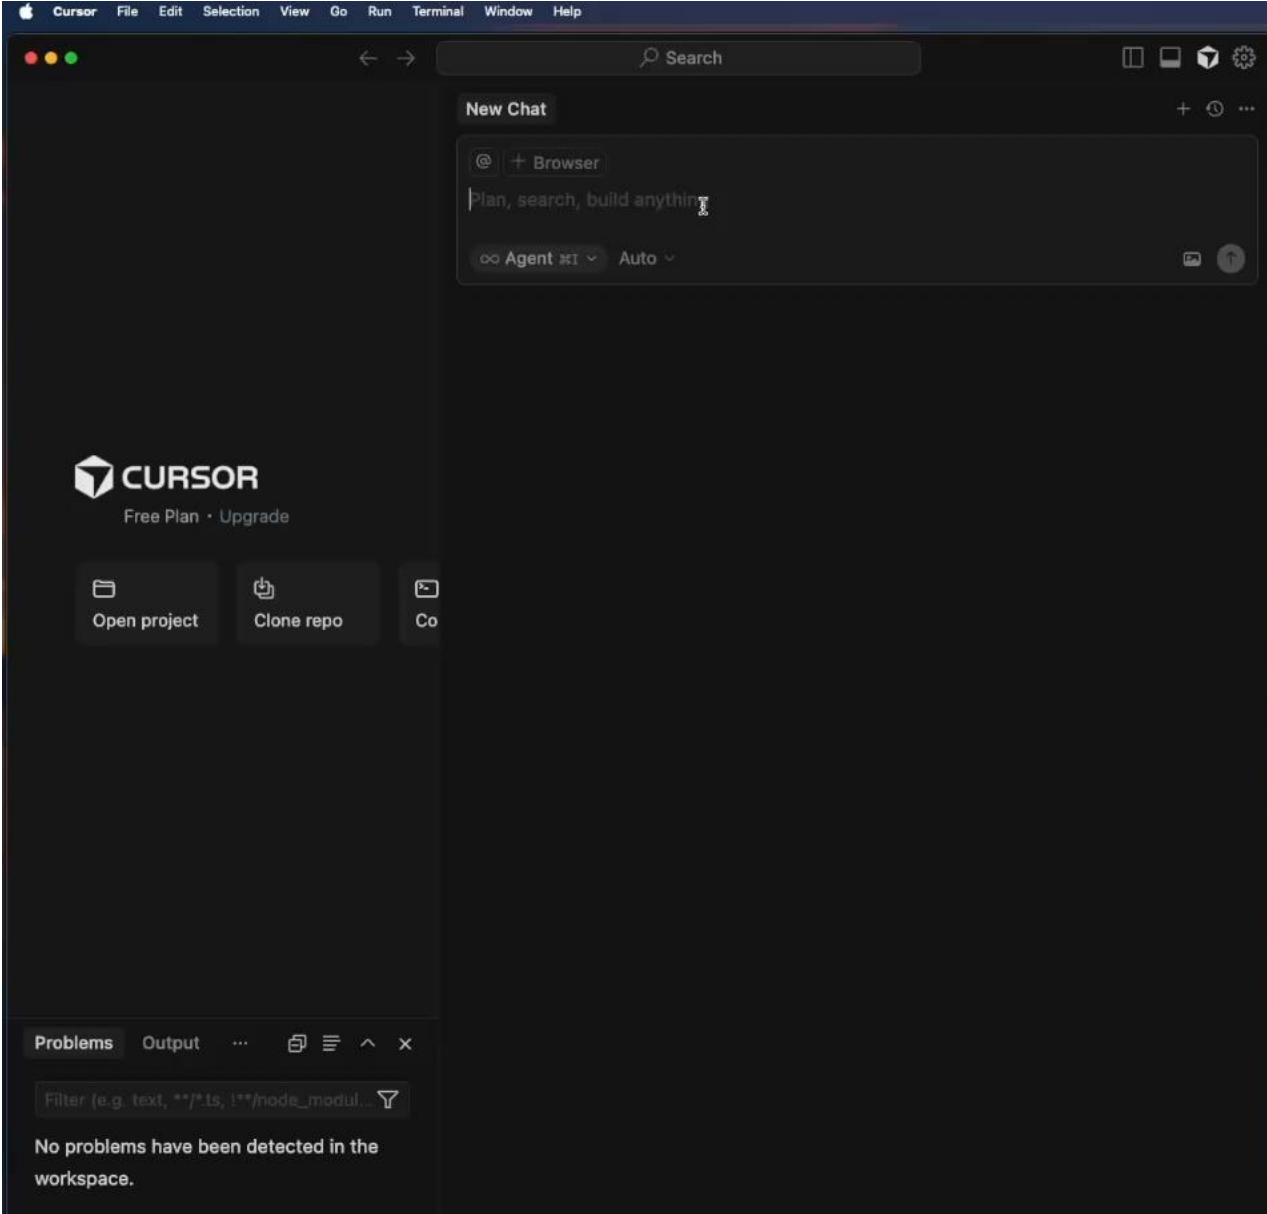 Cursor File Edit Selection View Go Run Terminal Window Help
Search
New Chat
@ + Browser
Plan, search, build anything
∞ Agent ⌘I Auto
CURSOR
Free Plan • Upgrade
Open project Clone repo Co
Problems Output ...
Filter (e.g. text, **/*.ts, !**/node_modul...
No problems have been detected in the
workspace.